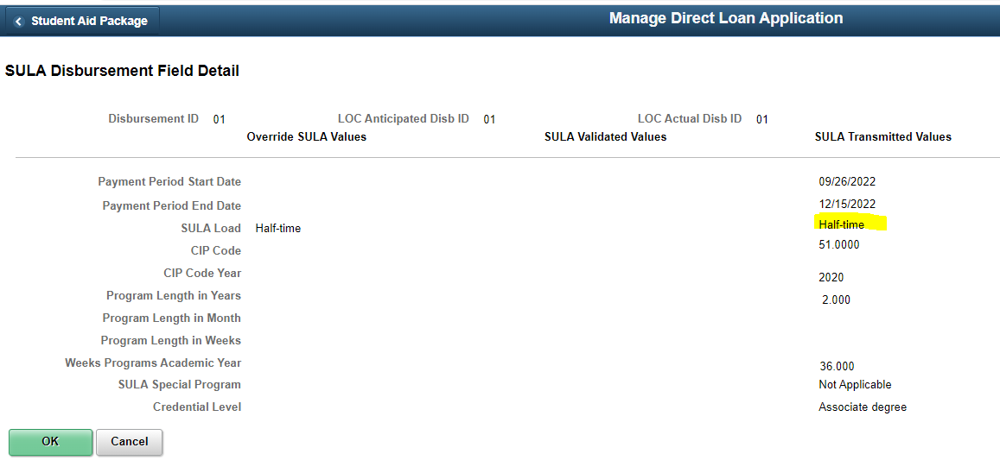 Student Aid Package
Manage Direct Loan Application
SULA Disbursement Field Detail
Disbursement ID 01 LOC Anticipated Disb ID 01 LOC Actual Disb ID 01
Override SULA Values SULA Validated Values SULA Transmitted Values
Payment Period Start Date 09/26/2022
Payment Period End Date 12/15/2022
SULA Load Half-time Half-time
CIP Code 51.0000
CIP Code Year 2020
Program Length in Years 2.000
Program Length in Month
Program Length in Weeks
Weeks Programs Academic Year 36.000
SULA Special Program Not Applicable
Credential Level Associate degree
OK Cancel